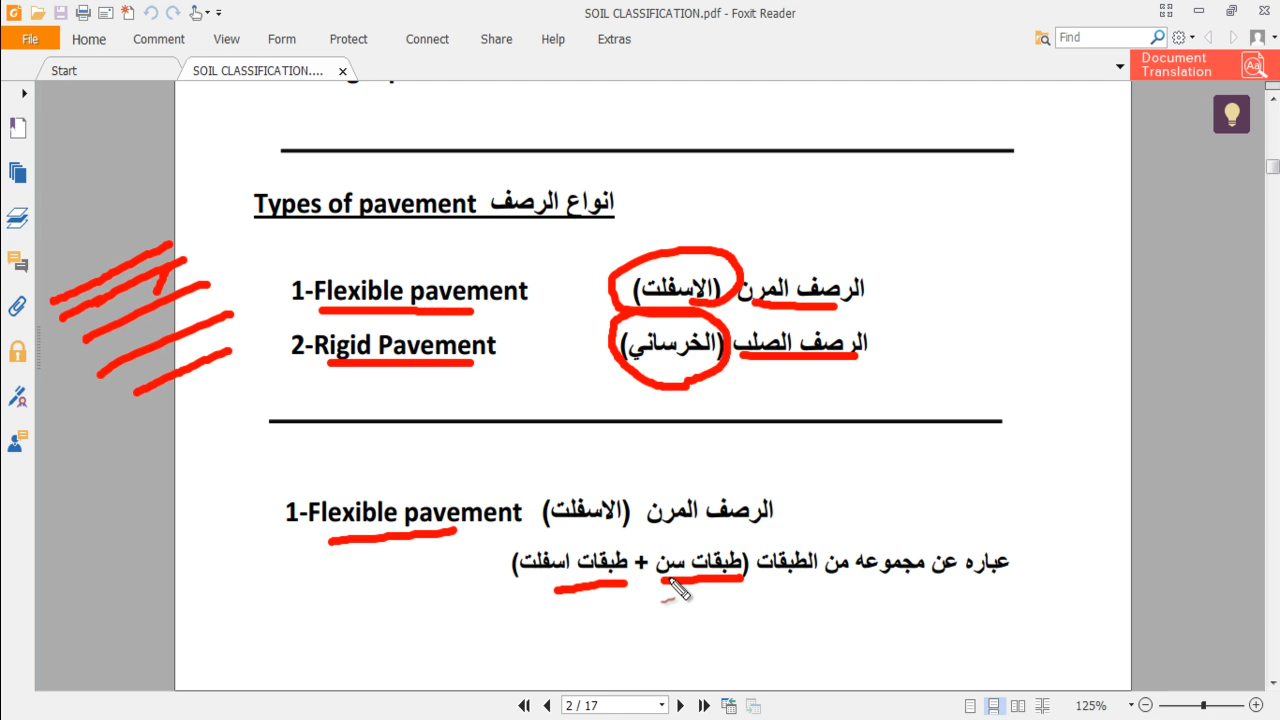 SOIL CLASSIFICATION.pdf - Foxit Reader
File Home Comment View Form Protect Connect Share Help Extras Find
Document Translation
Start SOIL CLASSIFICATION....
Types of pavement انواع الرصف
1-Flexible pavement الرصف المرن (الاسفلت)
2-Rigid Pavement الرصف الصلب (الخرساني)
1-Flexible pavement الرصف المرن (الاسفلت)
عباره عن مجموعه من الطبقات (طبقات سن + طبقات اسفلت)
2 / 17 125%